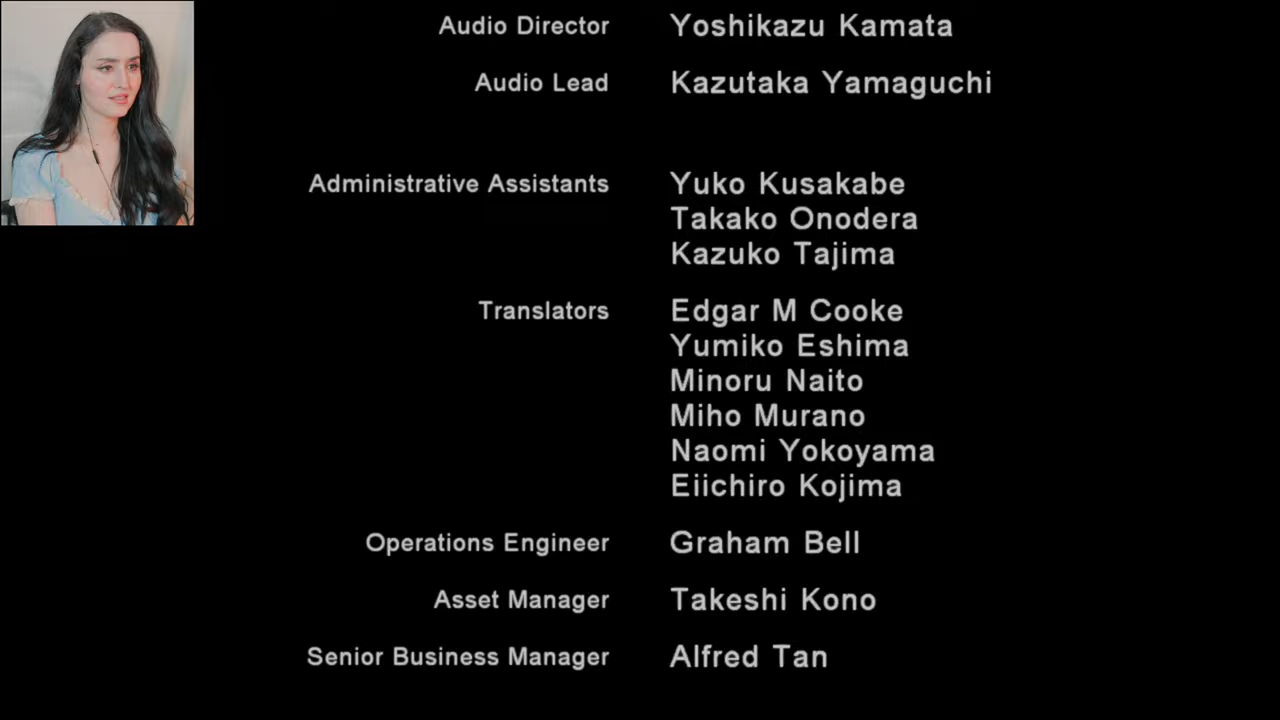 Audio Director Yoshikazu Kamata
Audio Lead Kazutaka Yamaguchi
Administrative Assistants Yuko Kusakabe
Takako Onodera
Kazuko Tajima
Translators Edgar M Cooke
Yumiko Eshima
Minoru Naito
Miho Murano
Naomi Yokoyama
Eiichiro Kojima
Operations Engineer Graham Bell
Asset Manager Takeshi Kono
Senior Business Manager Alfred Tan